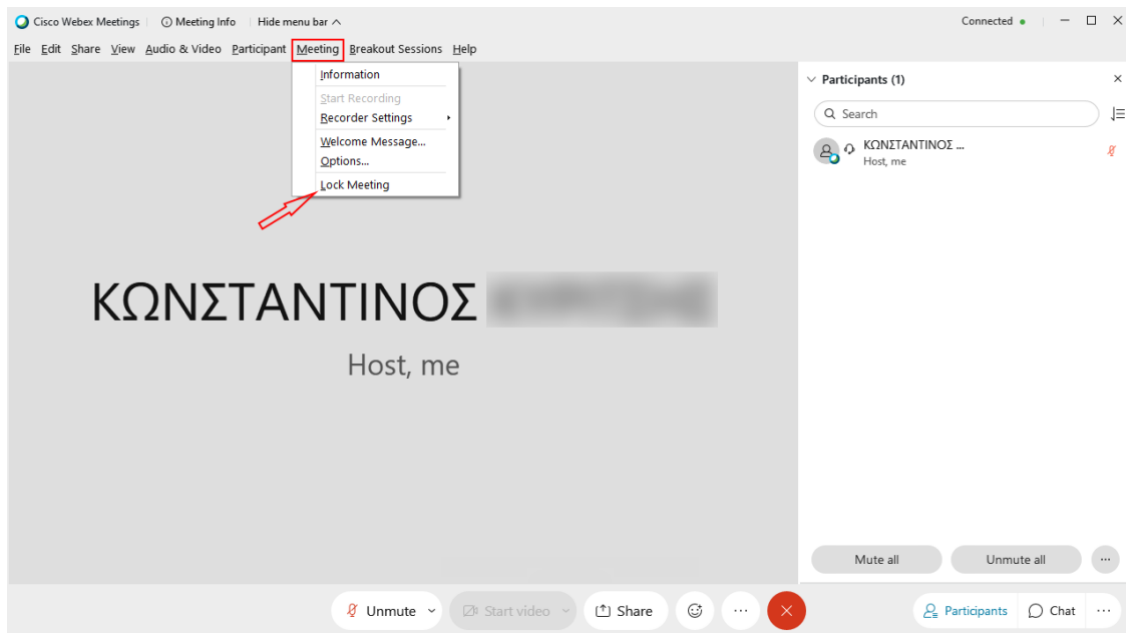 Cisco Webex Meetings Meeting Info Hide menu bar Connected
File Edit Share View Audio & Video Participant Meeting Breakout Sessions Help
Information
Start Recording
Recorder Settings
Welcome Message...
Options...
Lock Meeting
ΚΩΝΣΤΑΝΤΙΝΟΣ
Host, me
Participants (1)
Search
ΚΩΝΣΤΑΝΤΙΝΟΣ ...
Host, me
Mute all Unmute all ...
Unmute Start video Share ... Participants Chat ...